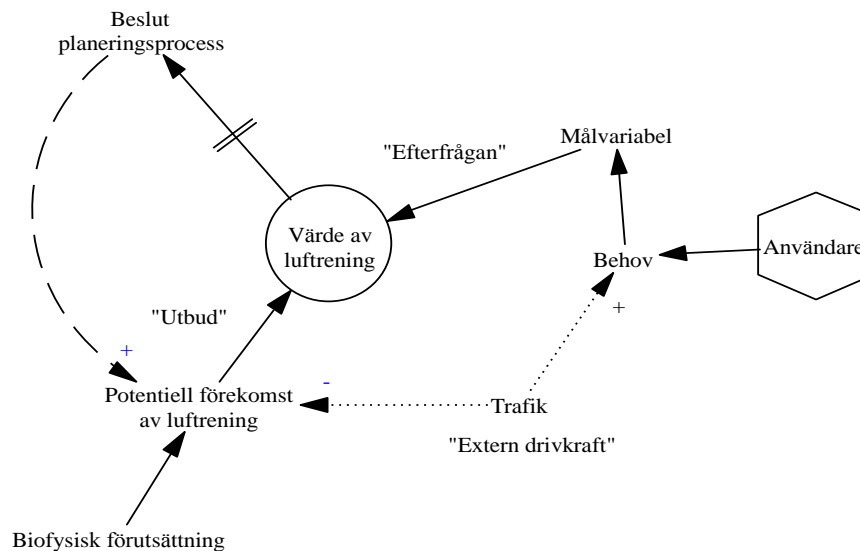 Beslut
planeringsprocess
Målvariabel
"Efterfrågan"
Värde av
luftrening
Behov
Användare
+
"Utbud"
+
-
Potentiell förekomst
av luftrening
Trafik
"Extern drivkraft"
Biofysisk förutsättning